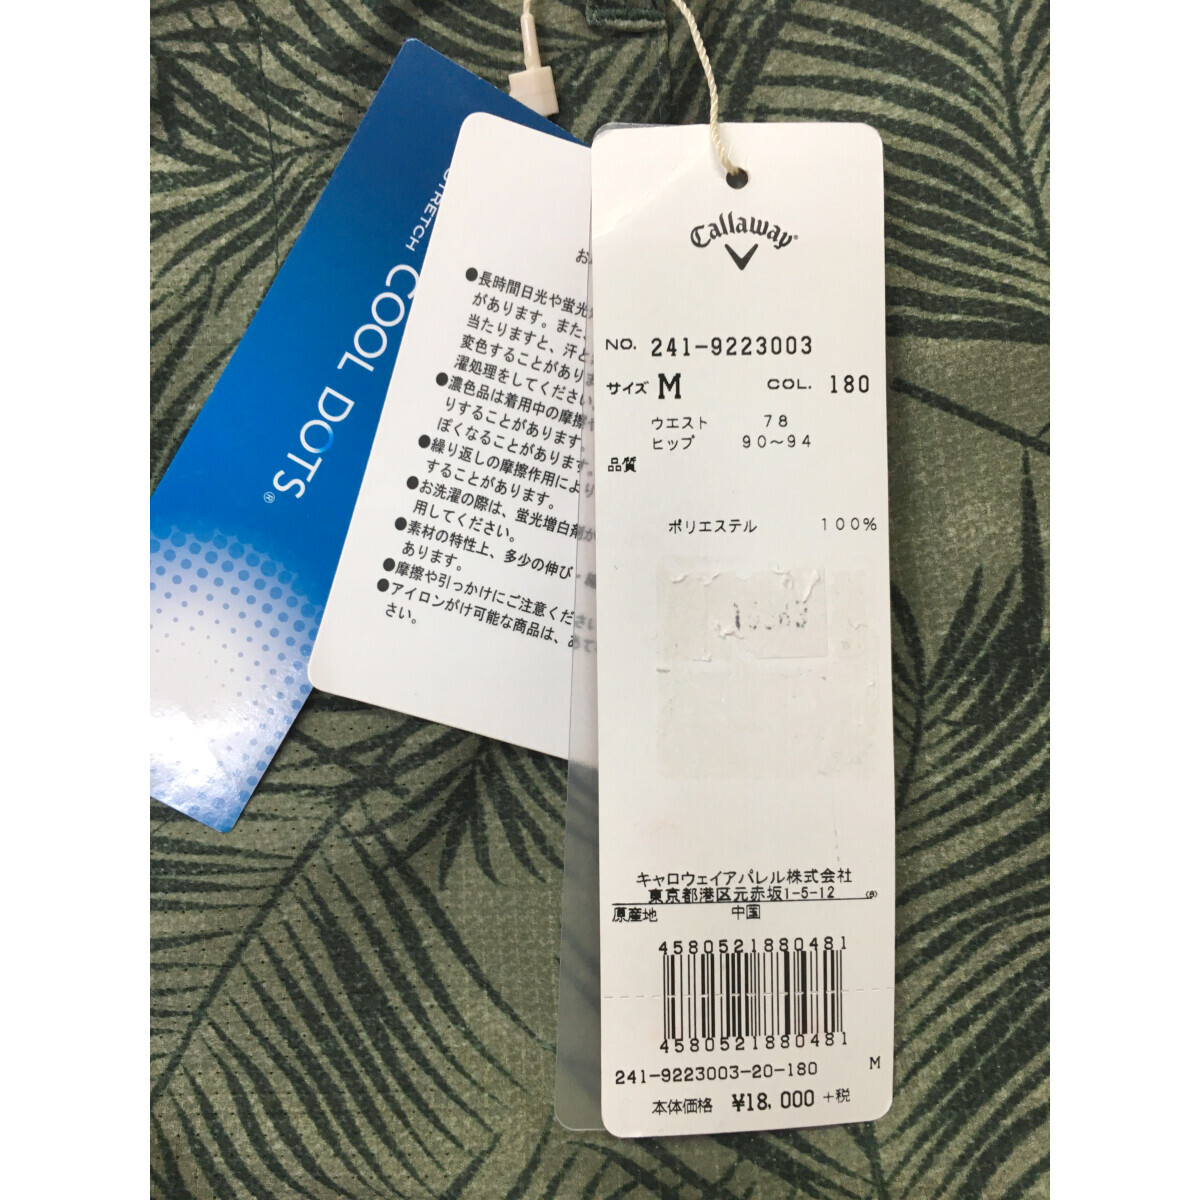 STRETCH COOL DOTS®
●長時間日光や蛍光
があります。また、
当たりますと、汗と
変色することがあり
濯処理をしてください。
●濃色品は着用中の摩擦や
りすることがあります。
ぽくなることがあります。
●繰り返しの摩擦作用により
することがあります。
●お洗濯の際は、蛍光増白剤が
用してください。
●素材の特性上、多少の伸び・縮
あります。
●摩擦や引っかけにご注意くださ
●アイロンがけ可能な商品は、あて
さい。
Callaway
NO. 241-9223003
サイズ M COL. 180
ウエスト 78
ヒップ 90〜94
品質
ポリエステル 100%
キャロウェイアパレル株式会社
東京都港区元赤坂1-5-12
原産地 中国
4580521880481
4580521880481
241-9223003-20-180 M
本体価格 ¥18,000 +税